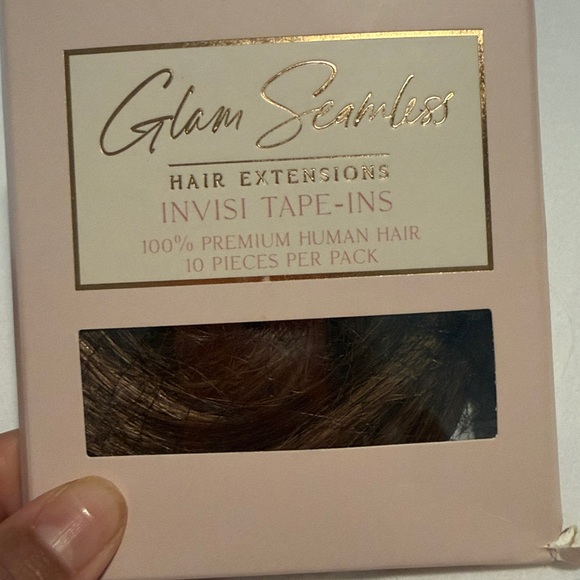 Glam Seamless
HAIR EXTENSIONS
INVISI TAPE-INS
100% PREMIUM HUMAN HAIR
10 PIECES PER PACK